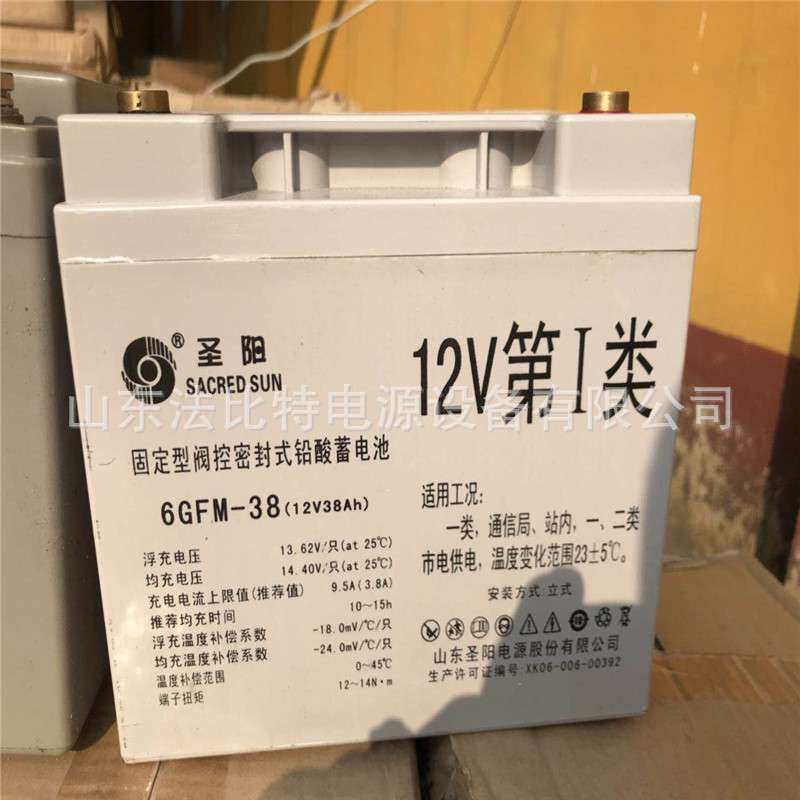 ® 圣阳
SACRED SUN
12V第Ⅰ类
山东法比特电源设备有限公司
固定型阀控密封式铅酸蓄电池
6GFM-38(12V38Ah)
浮充电压 13.62V/只(at 25℃)
均充电压 14.40V/只(at 25℃)
充电电流上限值(推荐值) 9.5A(3.8A)
推荐均充时间 10~15h
浮充温度补偿系数 -18.0mV/℃/只
均充温度补偿系数 -24.0mV/℃/只
温度补偿范围 0~45℃
端子扭矩 12~14N·m
适用工况：
一类，通信局、站内，一、二类
市电供电，温度变化范围23±5℃。
安装方式：立式
山东圣阳电源股份有限公司
生产许可证编号：XK06-006-00392